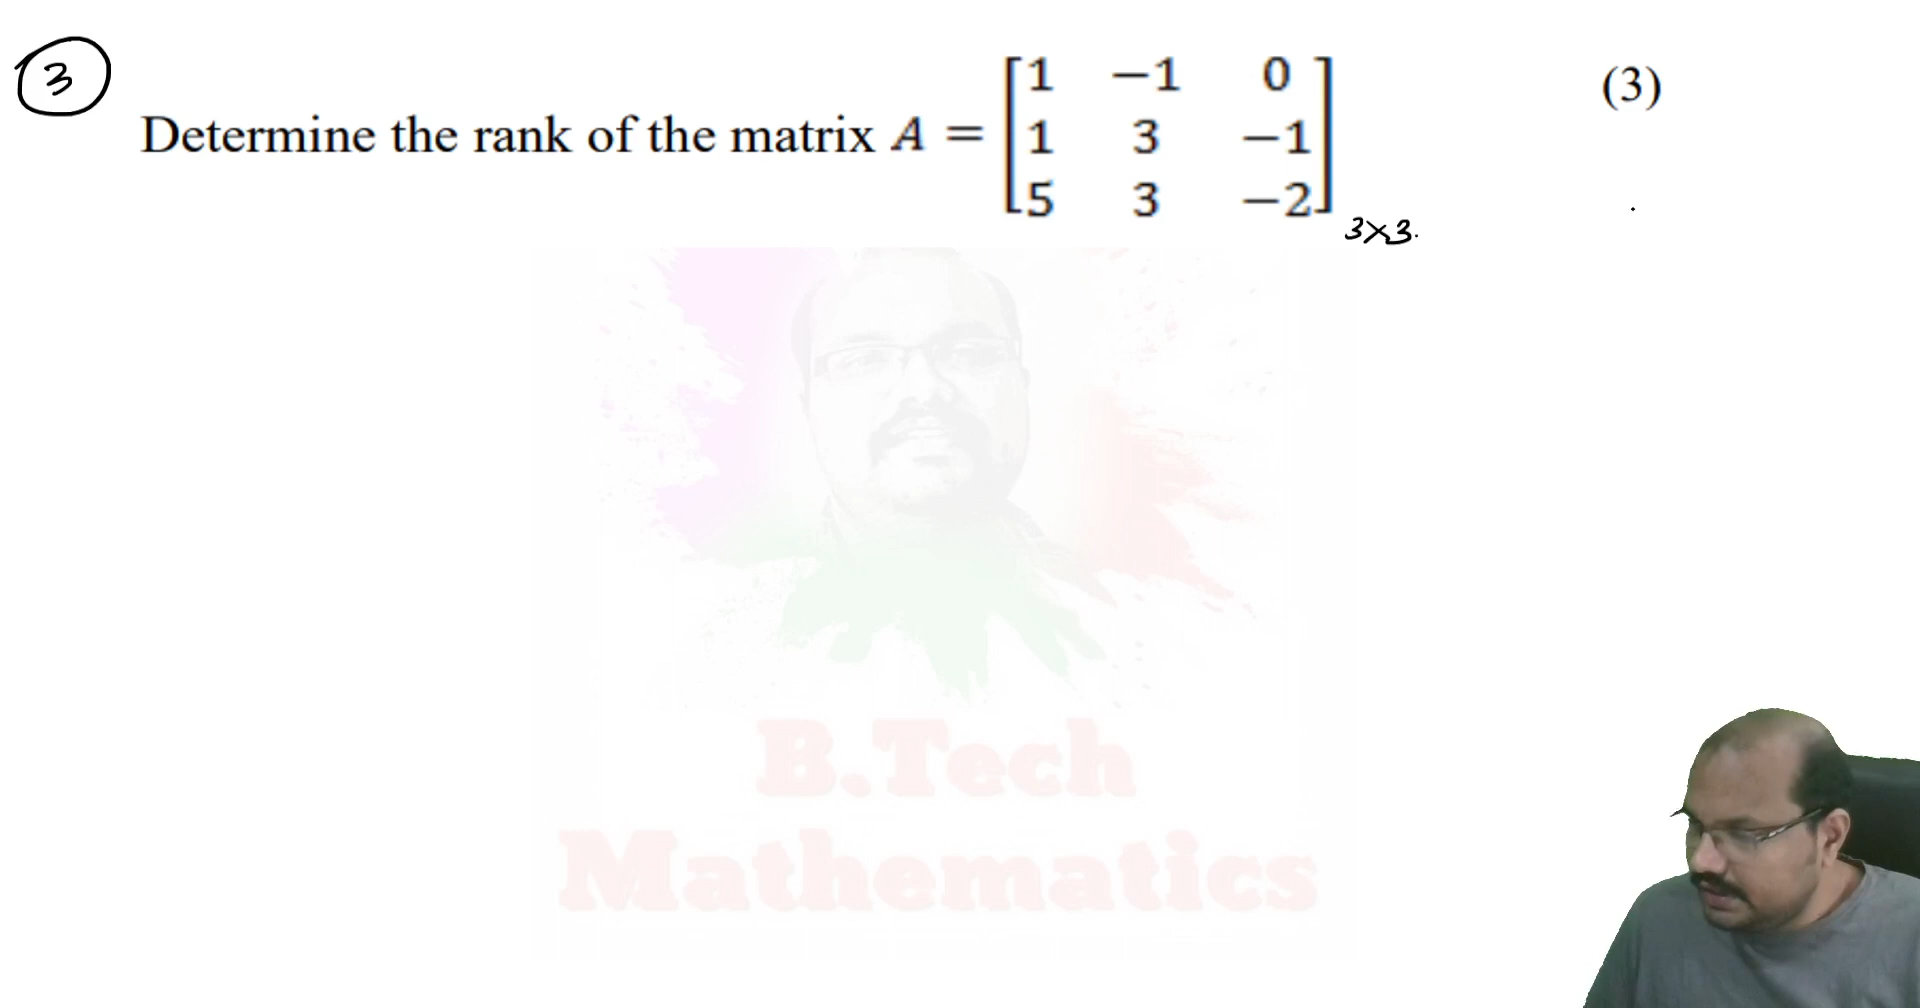 3
Determine the rank of the matrix A = [1 −1 0
1 3 −1
5 3 −2] 3×3.
(3)
B.Tech
Mathematics